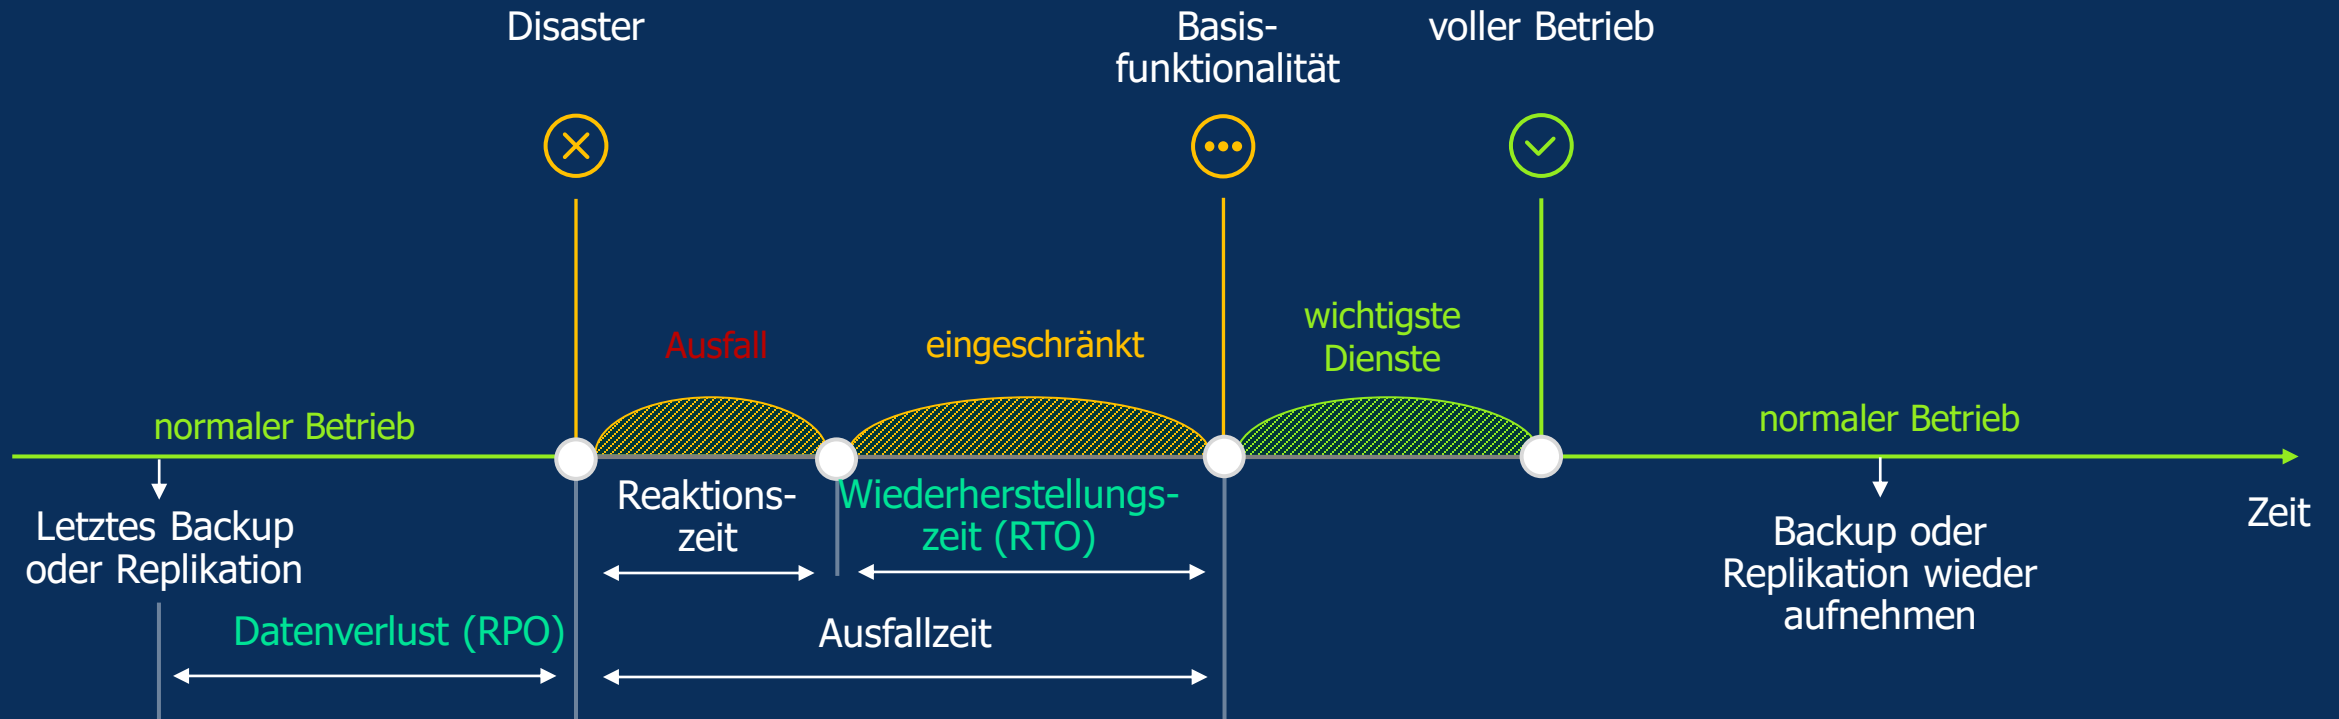 Disaster
Basis-
funktionalität
voller Betrieb
Ausfall
eingeschränkt
wichtigste
Dienste
normaler Betrieb
normaler Betrieb
Letztes Backup
oder Replikation
Reaktions-
zeit
Wiederherstellungs-
zeit (RTO)
Backup oder
Replikation wieder
aufnehmen
Zeit
Datenverlust (RPO)
Ausfallzeit